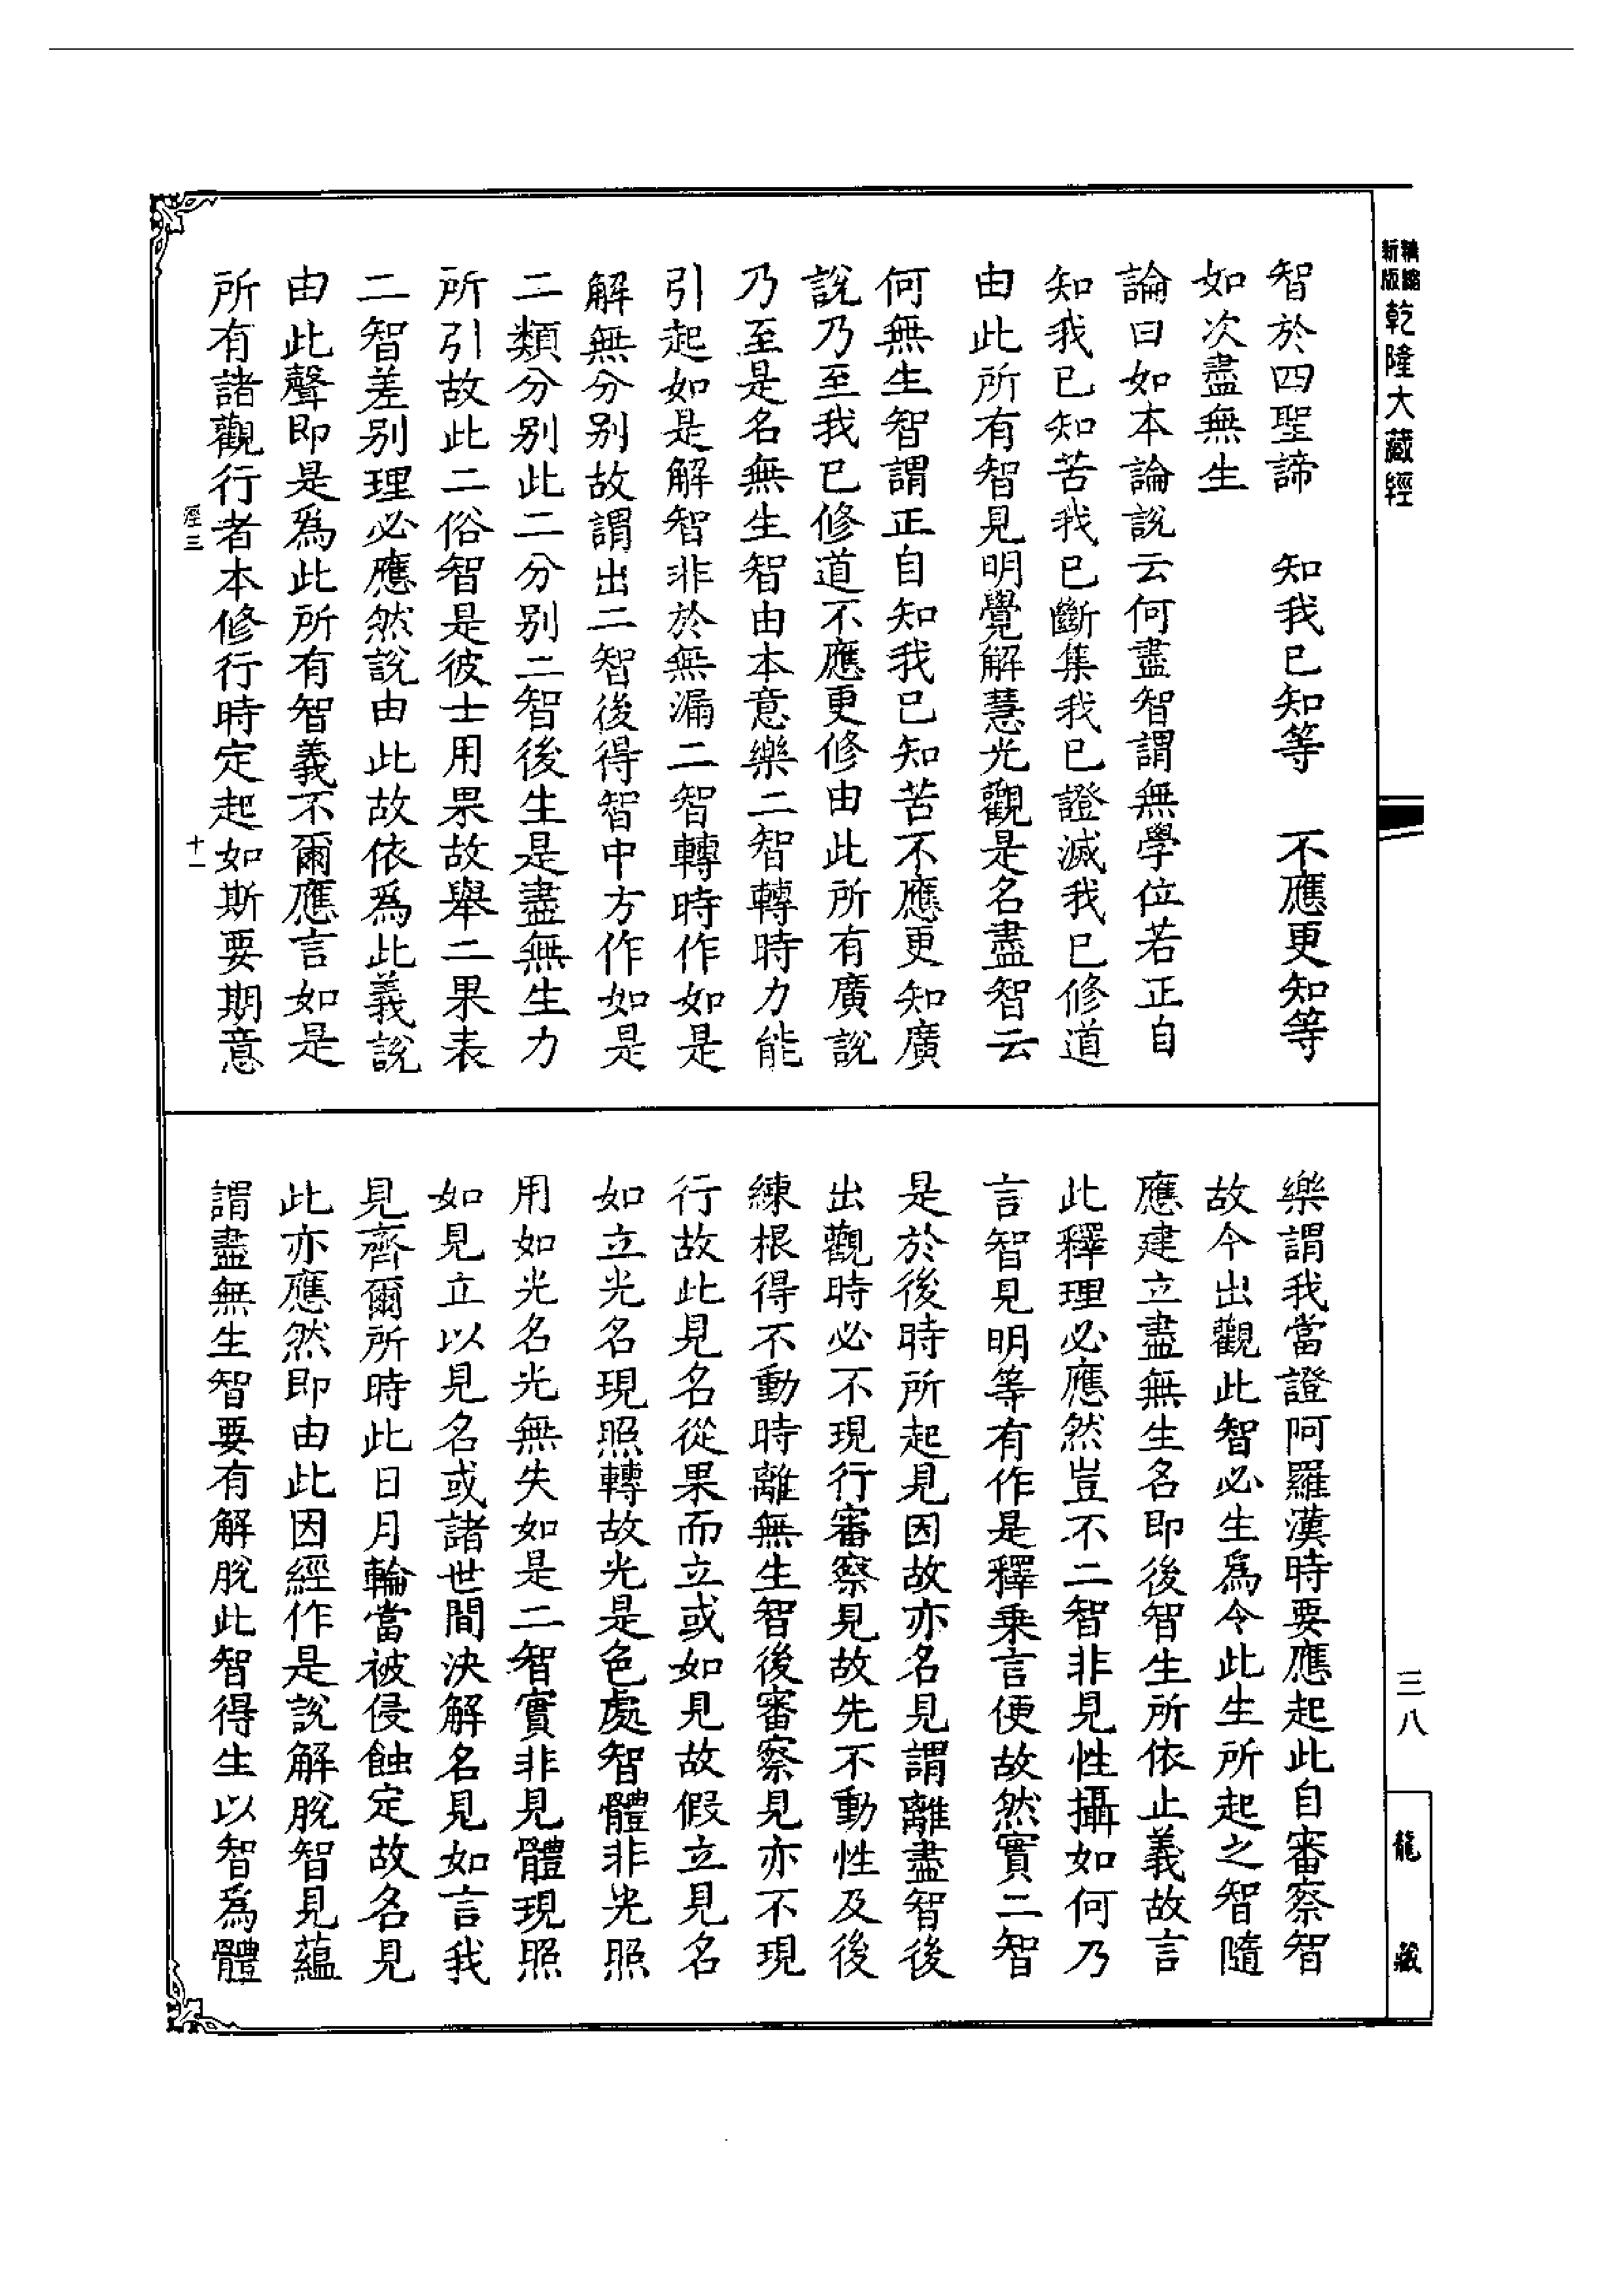 新版精縮乾隆大藏經
智於四聖諦　知我已知等　不應更知等
如次盡無生
論曰如本論說云何盡智謂無學位若正自
知我已知苦我已斷集我已證滅我已修道
由此所有智見明覺解慧光觀是名盡智云
何無生智謂正自知我已知苦不應更知廣
說乃至我已修道不應更修由此所有廣說
乃至是名無生智由本意樂二智轉時力能
引起如是解智非於無漏二智轉時作如是
解無分別故謂出二智後得智中方作如是
二類分別此二分別二智後生是盡無生力
所引故此二俗智是彼士用果故舉二果表
二智差別理必應然說由此故依為此義說
由此聲即是為此所有智義不爾應言如是
所有諸觀行者本修行時定起如斯要期意
三
十一
樂謂我當證阿羅漢時要應起此自審察智
故今出觀此智必生為令此生所起之智隨
應建立盡無生名即後智生所依止義故言
此釋理必應然豈不二智非見性攝如何乃
言智見明等有作是釋乘言便故然實二智
是於後時所起見因故亦名見謂離盡智後
出觀時必不現行審察見故先不動性及後
練根得不動時離無生智後審察見亦不現
行故此見名從果而立或如見故假立見名
如立光名現照轉故光是色處智體非光照
用如光名光無失如是二智實非見體現照
如見立以見名或諸世間決解名見如言我
見齊爾所時此日月輪當被侵蝕定故名見
此亦應然即由此因經作是說解脫智見蘊
謂盡無生智要有解脫此智得生以智為體
三八
龍藏